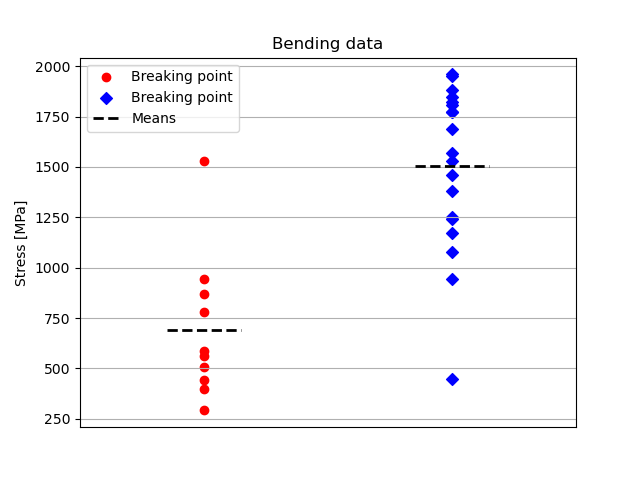 Bending data
Breaking point
Breaking point
Means
Stress [MPa]
2000
1750
1500
1250
1000
750
500
250